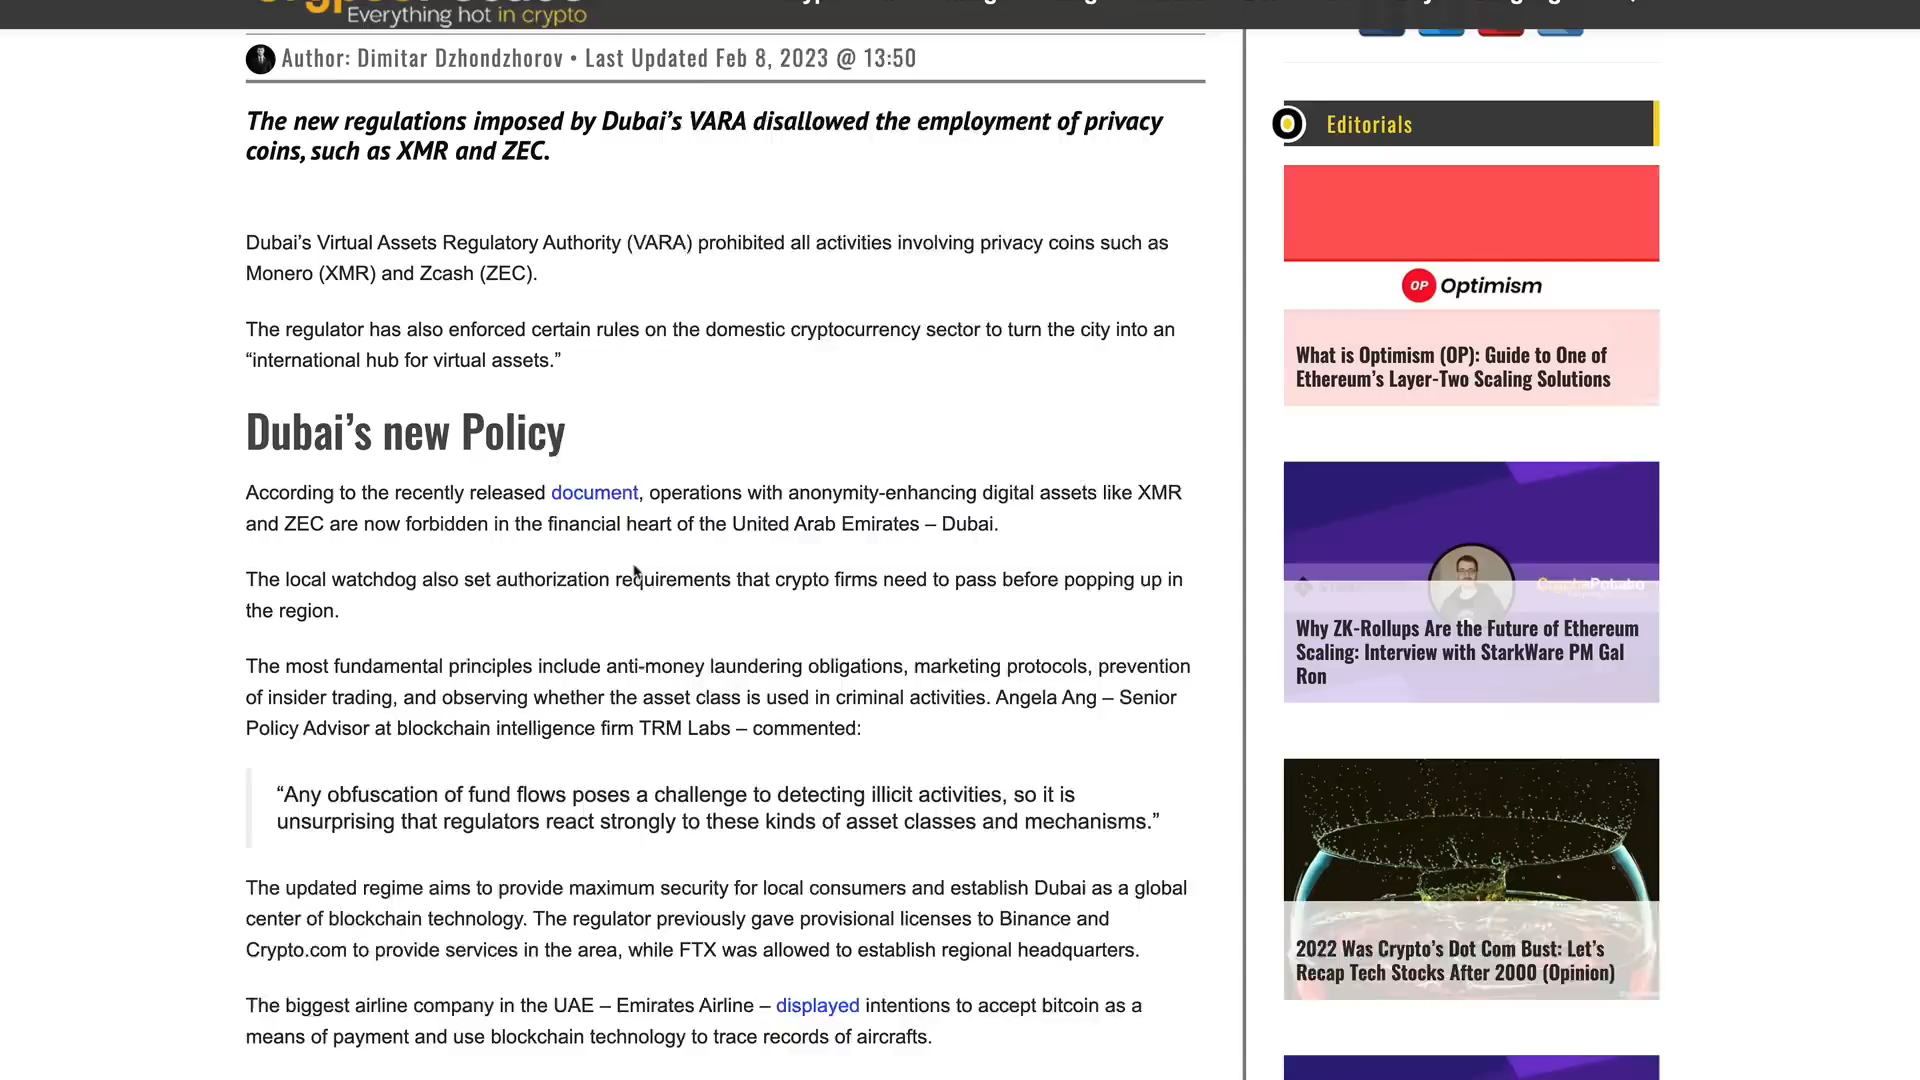 Everything hot in crypto
Author: Dimitar Dzhondzhorov • Last Updated Feb 8, 2023 @ 13:50
The new regulations imposed by Dubai’s VARA disallowed the employment of privacy
coins, such as XMR and ZEC.
Dubai’s Virtual Assets Regulatory Authority (VARA) prohibited all activities involving privacy coins such as
Monero (XMR) and Zcash (ZEC).
The regulator has also enforced certain rules on the domestic cryptocurrency sector to turn the city into an
“international hub for virtual assets.”
Dubai’s new Policy
According to the recently released document, operations with anonymity-enhancing digital assets like XMR
and ZEC are now forbidden in the financial heart of the United Arab Emirates – Dubai.
The local watchdog also set authorization requirements that crypto firms need to pass before popping up in
the region.
The most fundamental principles include anti-money laundering obligations, marketing protocols, prevention
of insider trading, and observing whether the asset class is used in criminal activities. Angela Ang – Senior
Policy Advisor at blockchain intelligence firm TRM Labs – commented:
“Any obfuscation of fund flows poses a challenge to detecting illicit activities, so it is
unsurprising that regulators react strongly to these kinds of asset classes and mechanisms.”
The updated regime aims to provide maximum security for local consumers and establish Dubai as a global
center of blockchain technology. The regulator previously gave provisional licenses to Binance and
Crypto.com to provide services in the area, while FTX was allowed to establish regional headquarters.
The biggest airline company in the UAE – Emirates Airline – displayed intentions to accept bitcoin as a
means of payment and use blockchain technology to trace records of aircrafts.
Editorials
OP Optimism
What is Optimism (OP): Guide to One of
Ethereum’s Layer-Two Scaling Solutions
CryptoPotato
Why ZK-Rollups Are the Future of Ethereum
Scaling: Interview with StarkWare PM Gal
Ron
2022 Was Crypto’s Dot Com Bust: Let’s
Recap Tech Stocks After 2000 (Opinion)